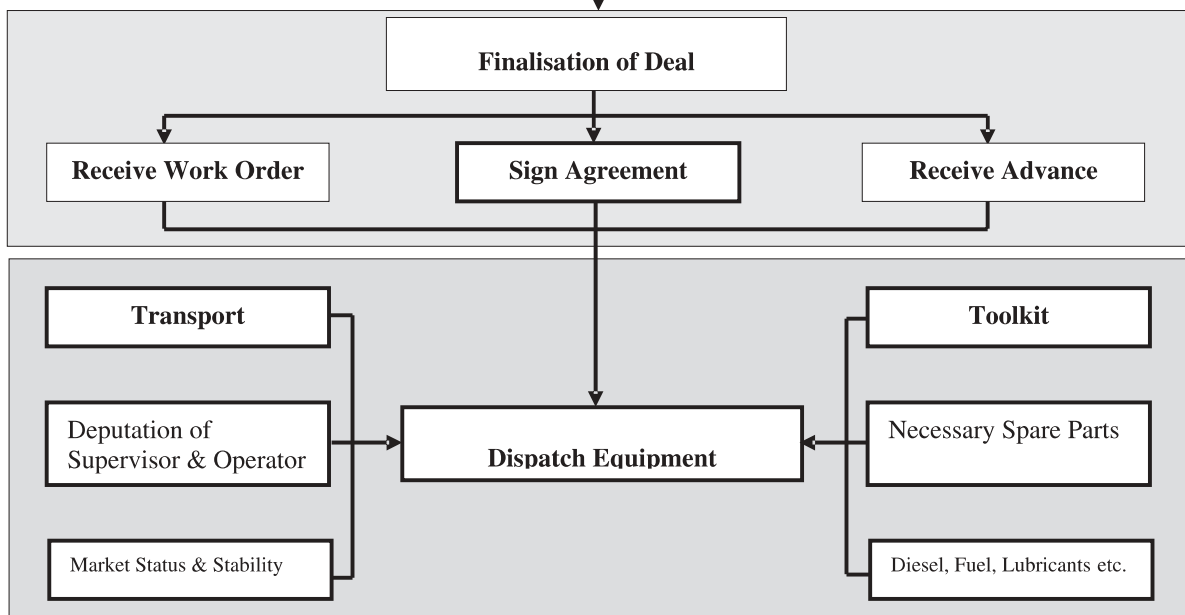 Finalisation of Deal
Receive Work Order
Sign Agreement
Receive Advance
Transport
Toolkit
Deputation of
Supervisor & Operator
Necessary Spare Parts
Dispatch Equipment
Market Status & Stability
Diesel, Fuel, Lubricants etc.